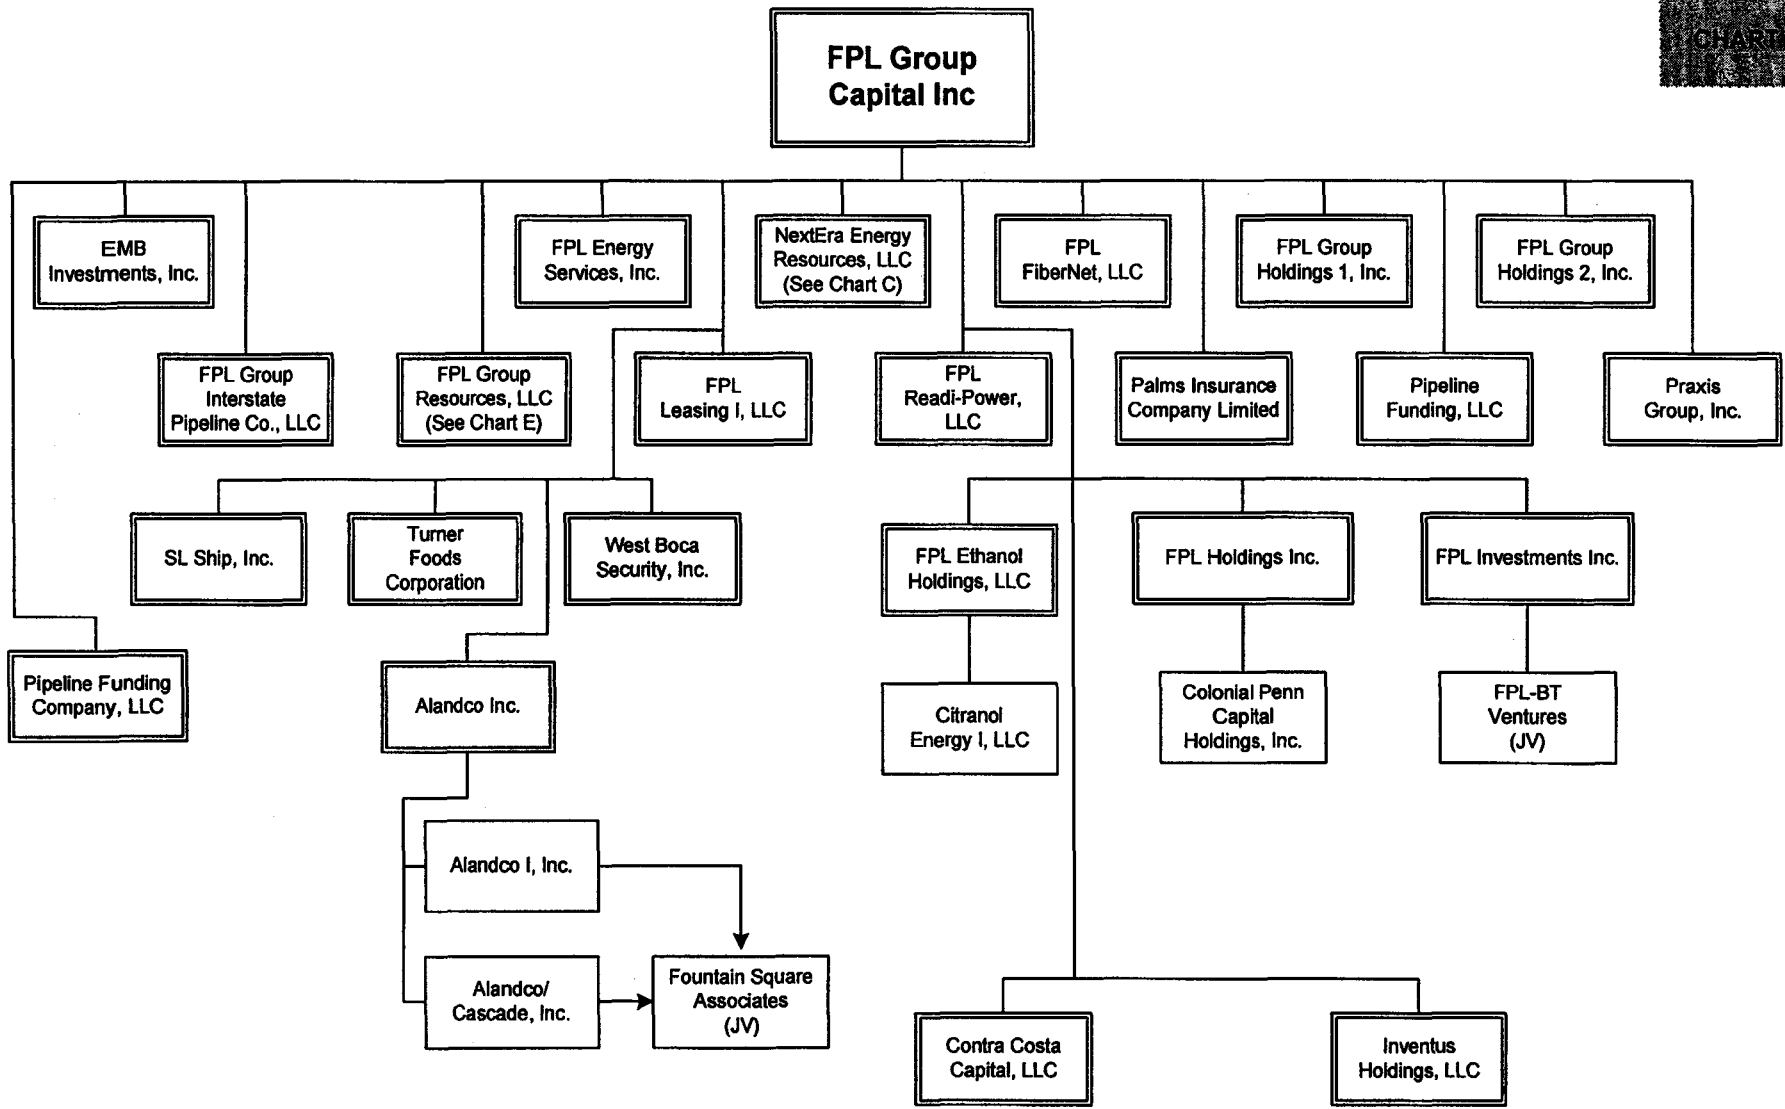 CHART
FPL Group
Capital Inc
EMB
Investments, Inc.
FPL Energy
Services, Inc.
NextEra Energy
Resources, LLC
(See Chart C)
FPL
FiberNet, LLC
FPL Group
Holdings 1, Inc.
FPL Group
Holdings 2, Inc.
FPL Group
Interstate
Pipeline Co., LLC
FPL Group
Resources, LLC
(See Chart E)
FPL
Leasing I, LLC
FPL
Readi-Power,
LLC
Palms Insurance
Company Limited
Pipeline
Funding, LLC
Praxis
Group, Inc.
SL Ship, Inc.
Turner
Foods
Corporation
West Boca
Security, Inc.
FPL Ethanol
Holdings, LLC
FPL Holdings Inc.
FPL Investments Inc.
Pipeline Funding
Company, LLC
Alandco Inc.
Citranol
Energy I, LLC
Colonial Penn
Capital
Holdings, Inc.
FPL-BT
Ventures
(JV)
Alandco I, Inc.
Alandco/
Cascade, Inc.
Fountain Square
Associates
(JV)
Contra Costa
Capital, LLC
Inventus
Holdings, LLC